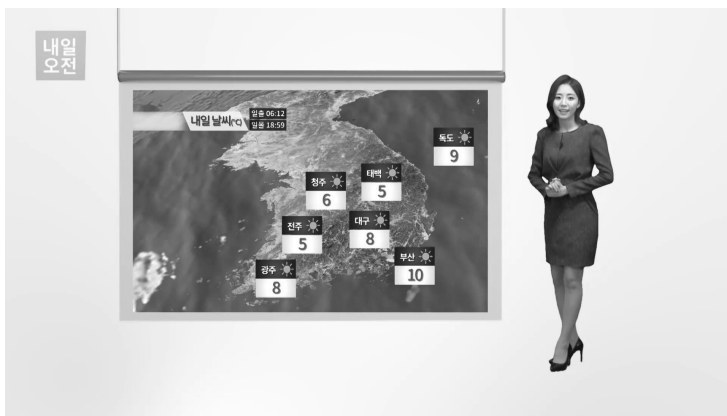 내일
오전
내일 날씨(℃)
일출 06:12
일몰 18:59
독도
9
태백
5
청주
6
전주
5
대구
8
부산
10
광주
8